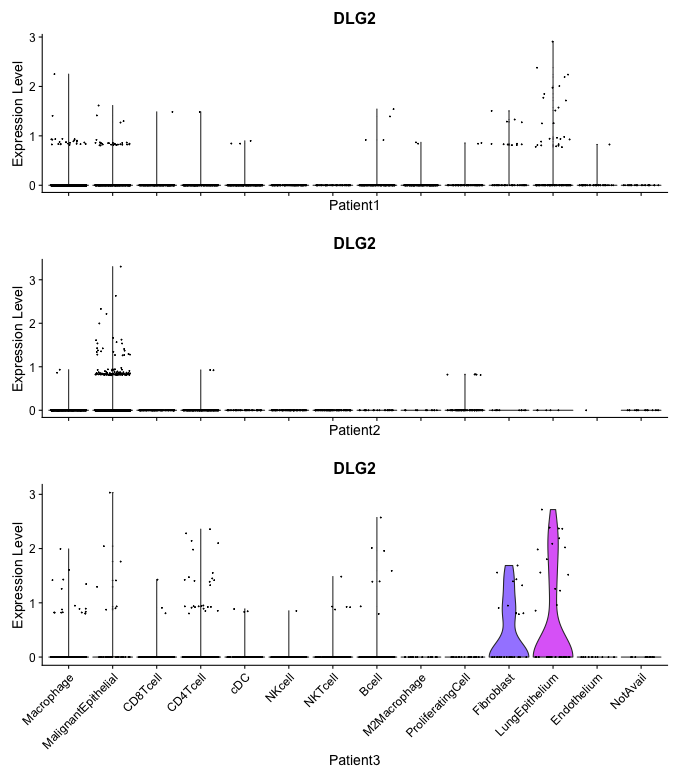 DLG2
Expression Level
3
2
1
0
Patient1
DLG2
Expression Level
3
2
1
0
Patient2
DLG2
Expression Level
3
2
1
0
Macrophage
MalignantEpithelial
CD8Tcell
CD4Tcell
cDC
NKcell
NKTcell
Bcell
M2Macrophage
ProliferatingCell
Fibroblast
LungEpithelium
Endothelium
NotAvail
Patient3